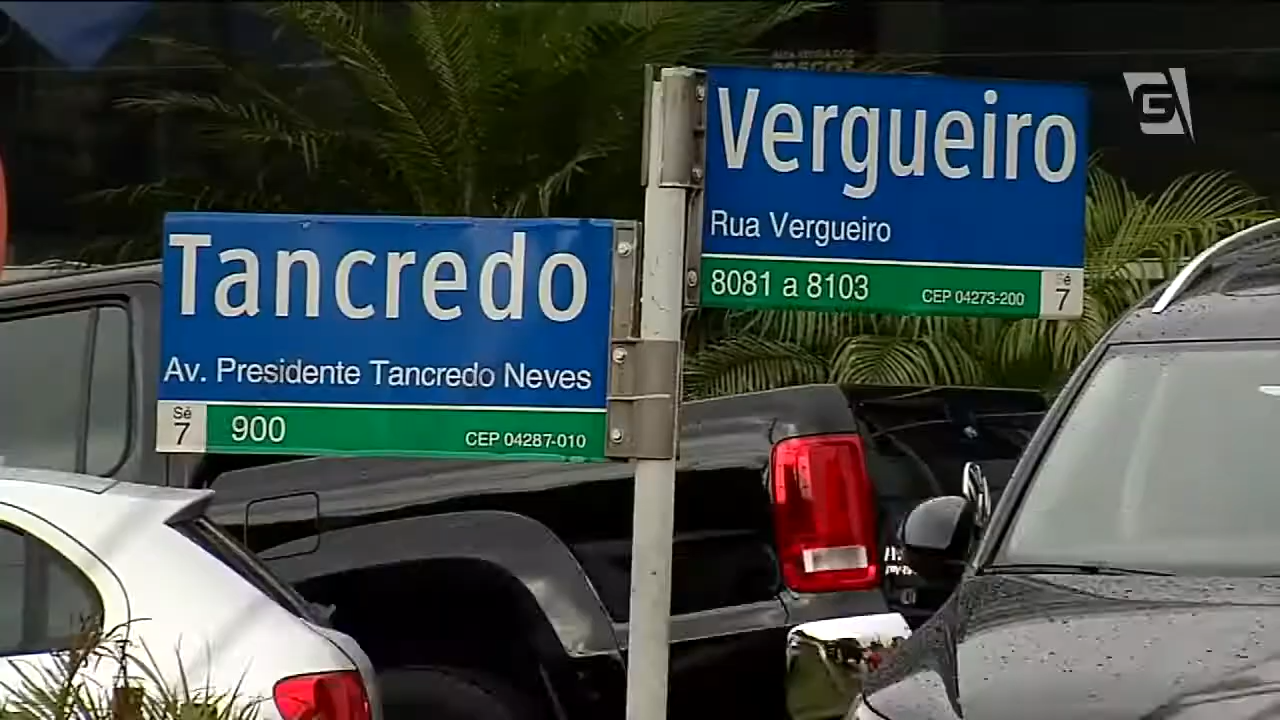 Vergueiro
Rua Vergueiro
8081 a 8103 CEP 04273-200
Sé
7
Tancredo
Av. Presidente Tancredo Neves
Sé
7
900 CEP 04287-010
G